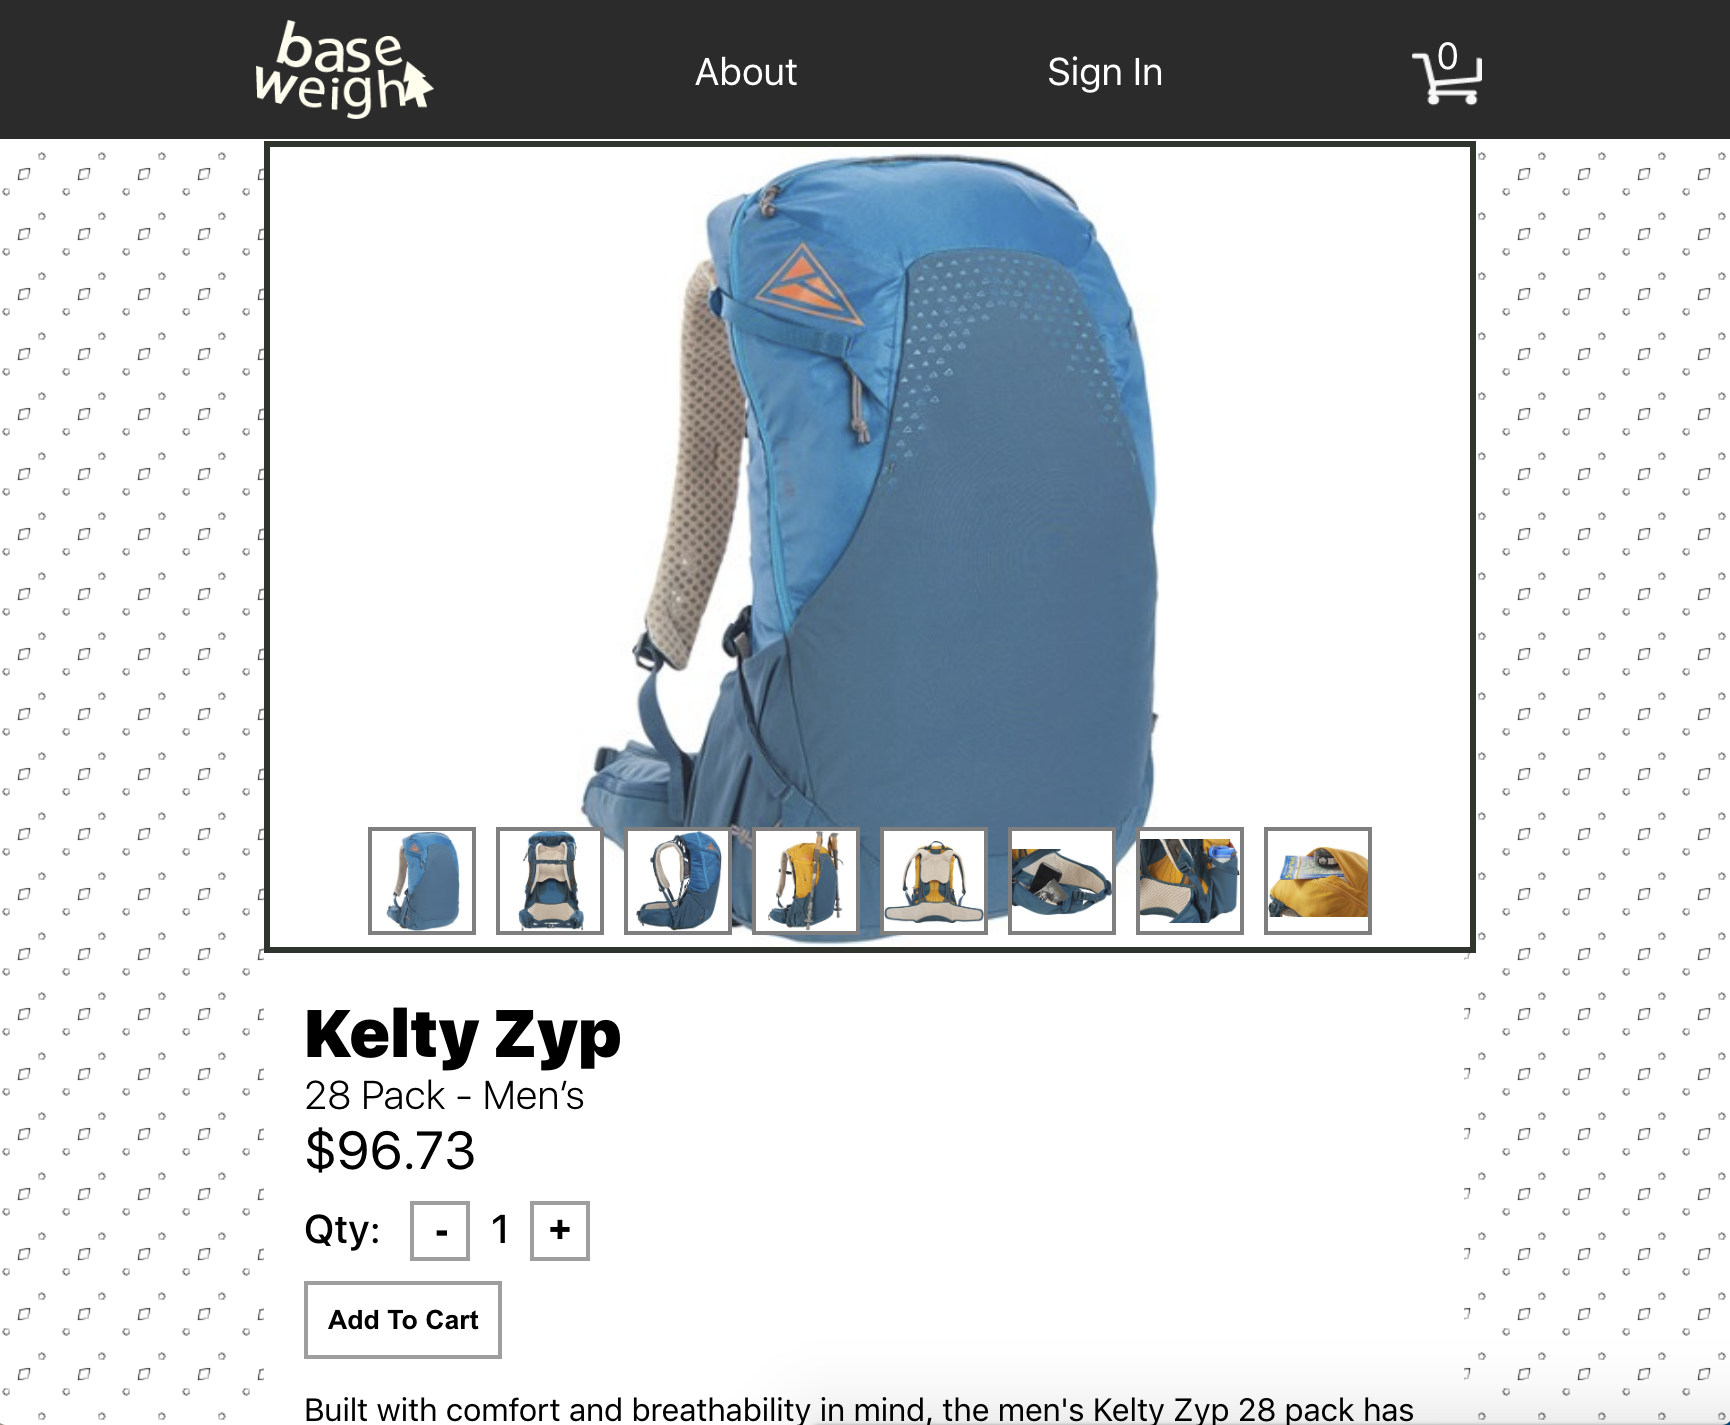 base
weigh
About
Sign In
0
Kelty Zyp
28 Pack - Men’s
$96.73
Qty:
-
1
+
Add To Cart
Built with comfort and breathability in mind, the men's Kelty Zyp 28 pack has